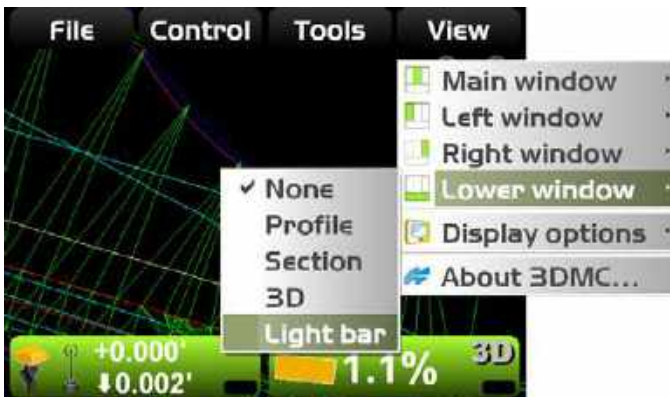 File Control Tools View
Main window
Left window
Right window
Lower window
Display options
About 3DMC...
✓ None
Profile
Section
3D
Light bar
+0.000'
⬇0.002'
1.1%
3D